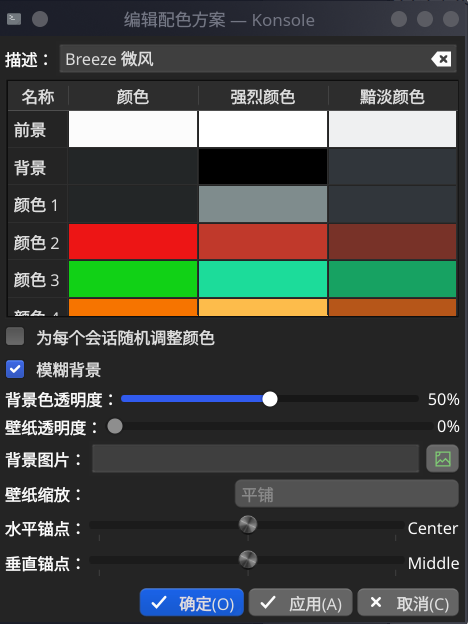 编辑配色方案 — Konsole
描述： Breeze 微风
名称 颜色 强烈颜色 黯淡颜色
前景
背景
颜色 1
颜色 2
颜色 3
颜色 4
为每个会话随机调整颜色
模糊背景
背景色透明度： 50%
壁纸透明度： 0%
背景图片：
壁纸缩放： 平铺
水平锚点： Center
垂直锚点： Middle
确定(O) 应用(A) 取消(C)